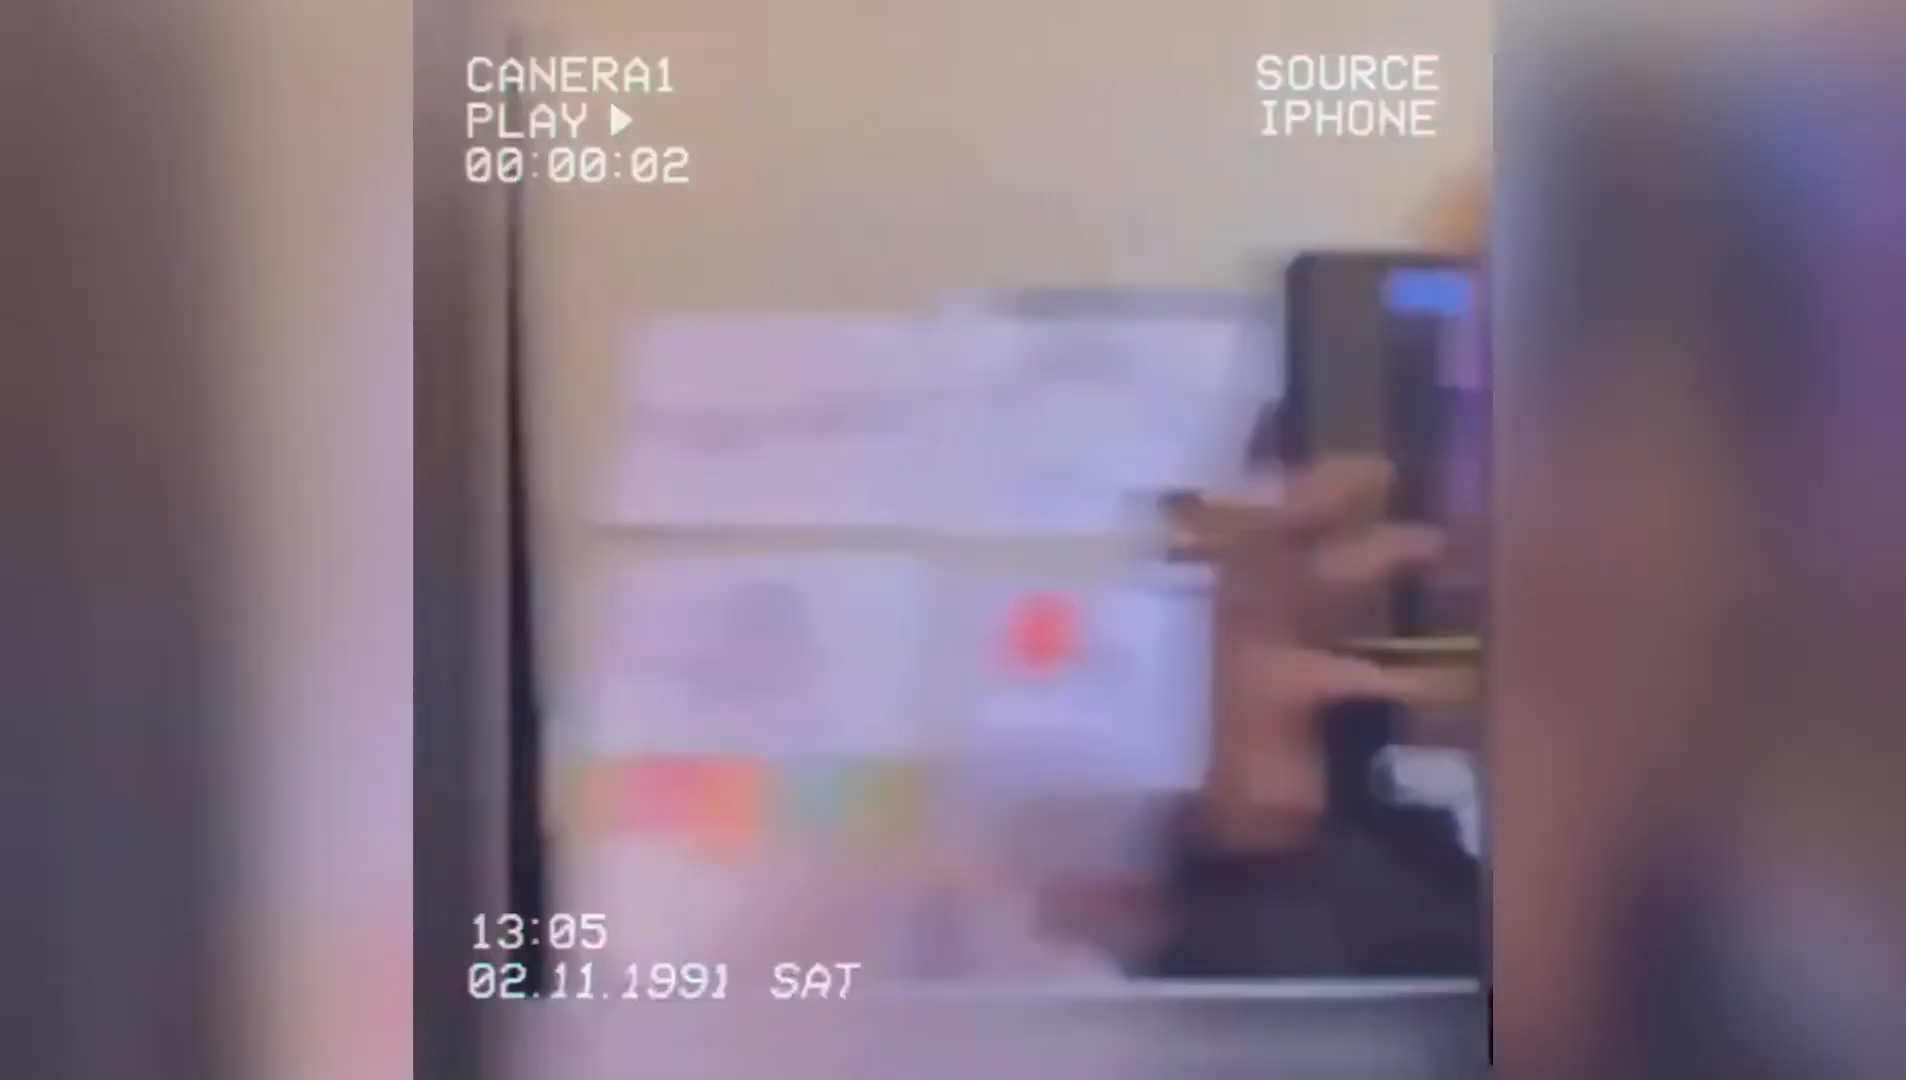 CANERA1
PLAY
00:00:02
SOURCE
IPHONE
13:05
02.11.1991 SAT